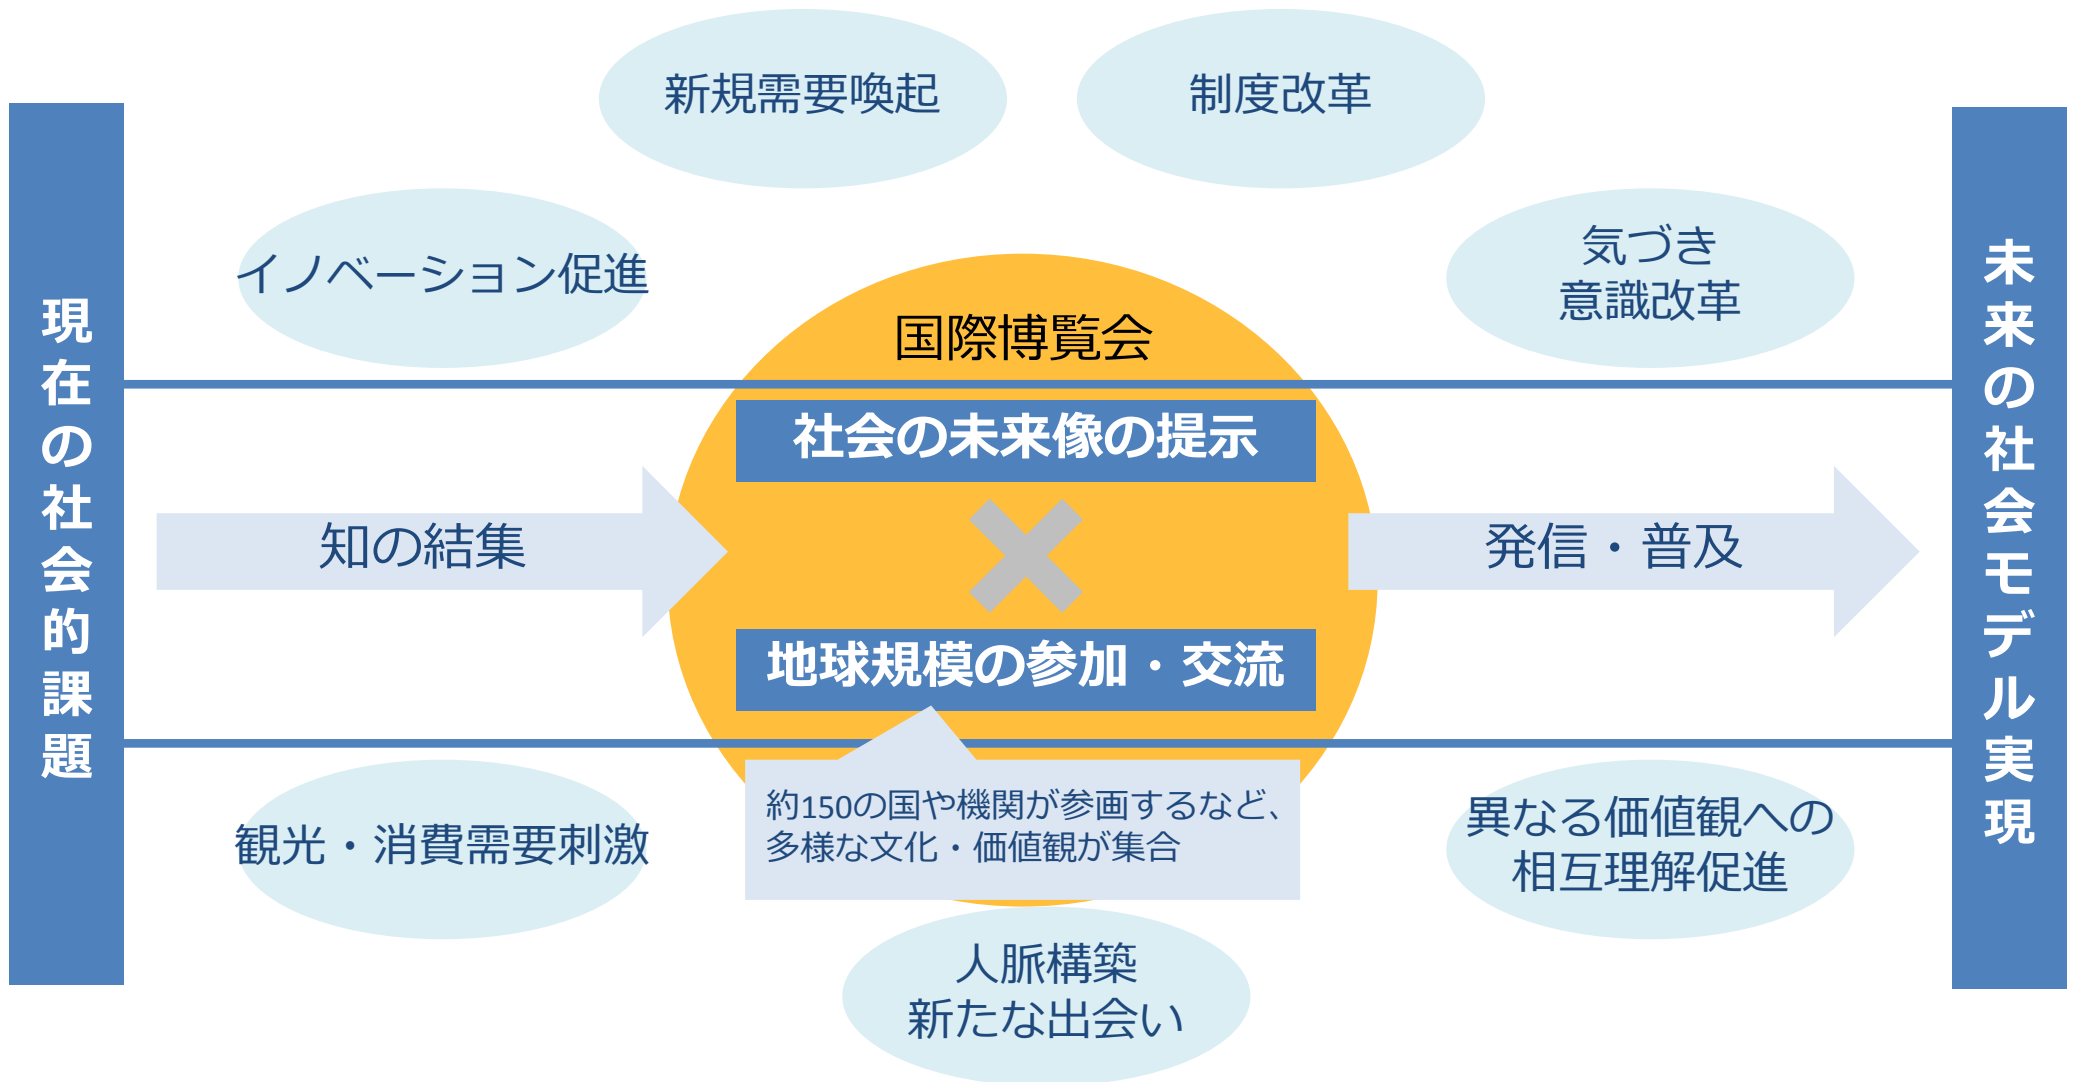 新規需要喚起
制度改革
イノベーション促進
気づき
意識改革
現在の社会的課題
国際博覧会
社会の未来像の提示
知の結集
発信・普及
地球規模の参加・交流
約150の国や機関が参画するなど、
多様な文化・価値観が集合
未来の社会モデル実現
観光・消費需要刺激
異なる価値観への
相互理解促進
人脈構築
新たな出会い